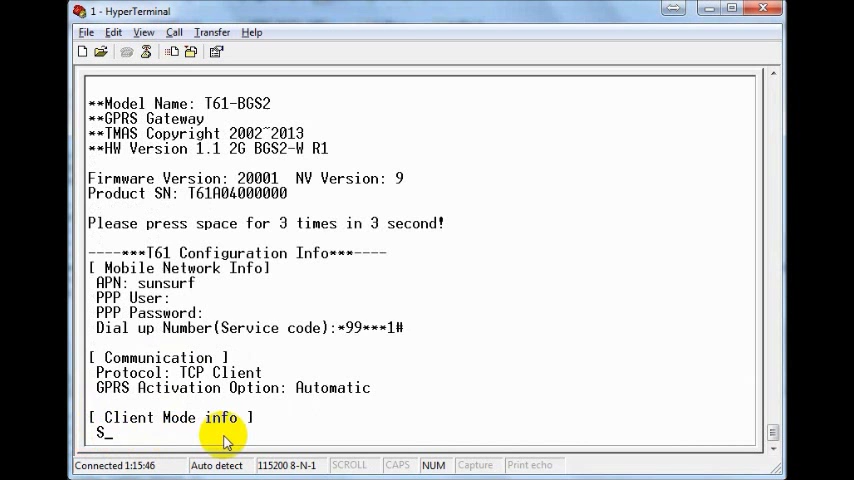 1 - HyperTerminal
File Edit View Call Transfer Help
**Model Name: T61-BGS2
**GPRS Gateway
**TMAS Copyright 2002~2013
**HW Version 1.1 2G BGS2-W R1
Firmware Version: 20001  NV Version: 9
Product SN: T61A04000000
Please press space for 3 times in 3 second!
----***T61 Configuration Info***----
[ Mobile Network Info]
APN: sunsurf
PPP User:
PPP Password:
Dial up Number(Service code):*99***1#
[ Communication ]
Protocol: TCP Client
GPRS Activation Option: Automatic
[ Client Mode info ]
S_
Connected 1:15:46 Auto detect 115200 8-N-1 SCROLL CAPS NUM Capture Print echo